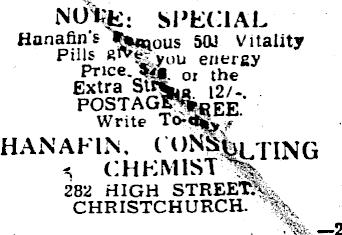 NOTE: SPECIAL
Hanafin's Famous 50J Vitality
Pills give you energy
Price or the
Extra Strong, 12/-.
POSTAGE FREE.
Write To-day
HANAFIN, CONSULTING
CHEMIST
282 HIGH STREET.
CHRISTCHURCH.
—2